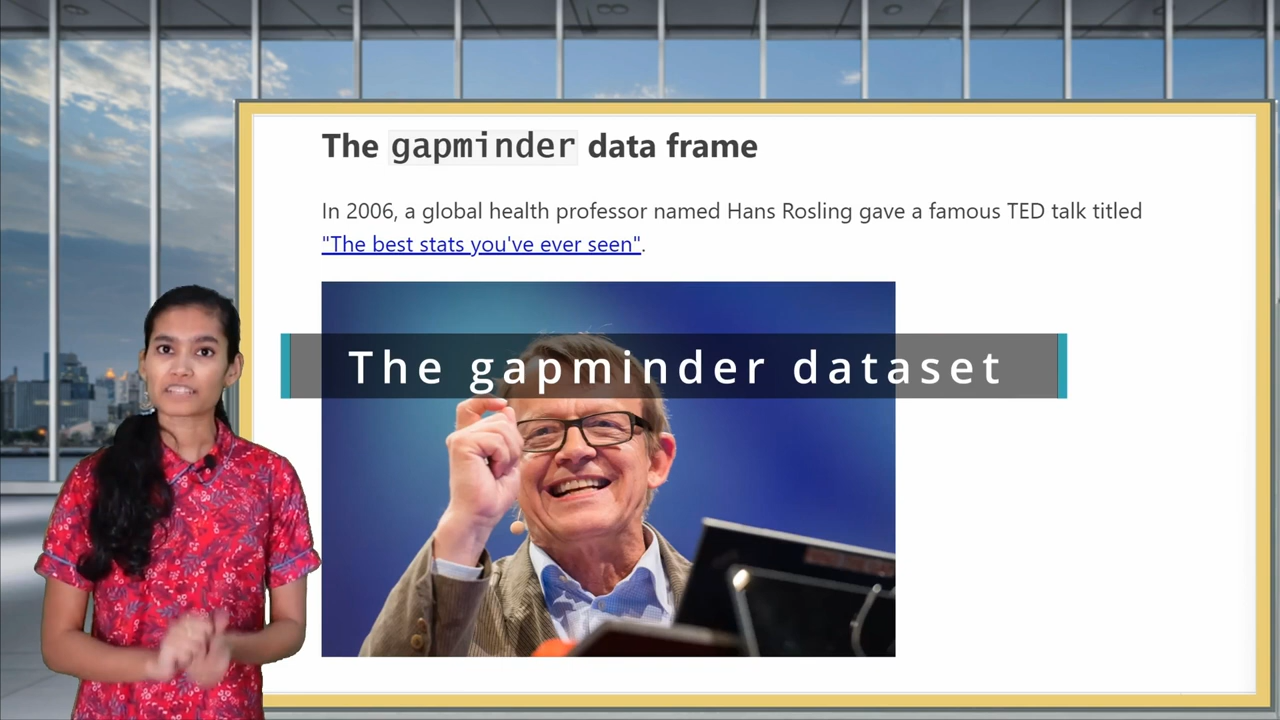 The gapminder data frame
In 2006, a global health professor named Hans Rosling gave a famous TED talk titled
"The best stats you've ever seen".
The gapminder dataset